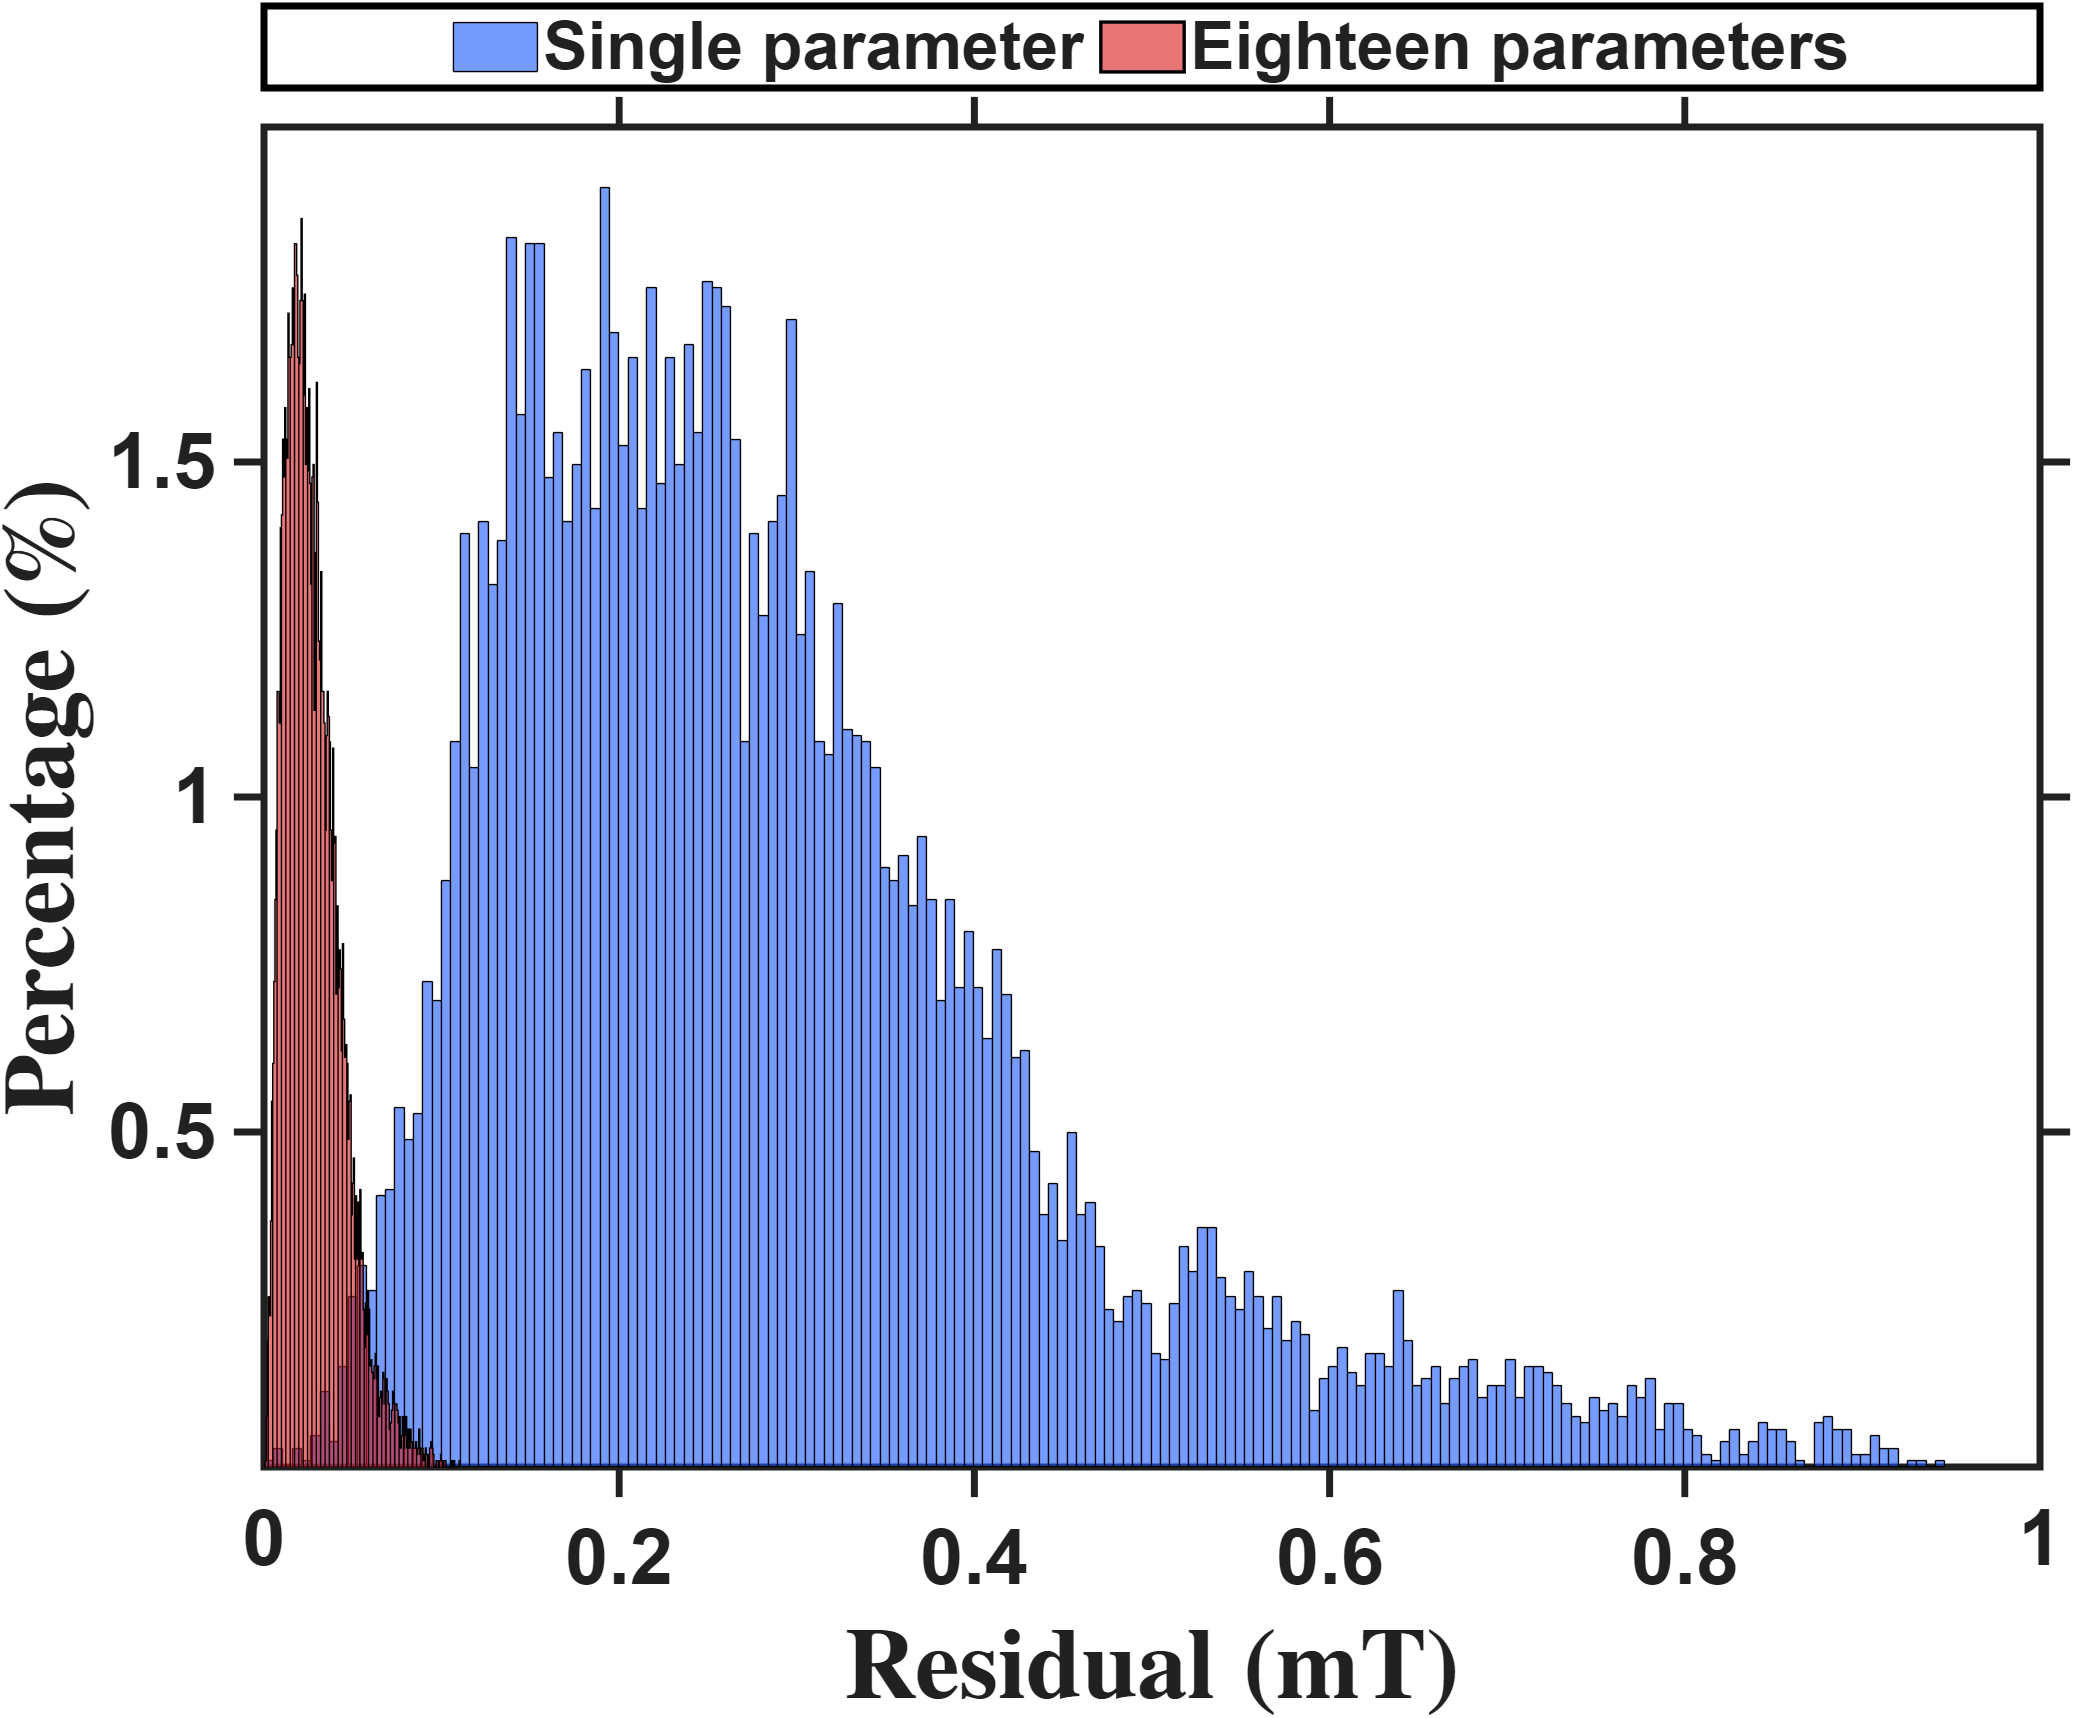 Single parameter Eighteen parameters
1.5
1
0.5
Percentage (%)
0 0.2 0.4 0.6 0.8 1
Residual (mT)